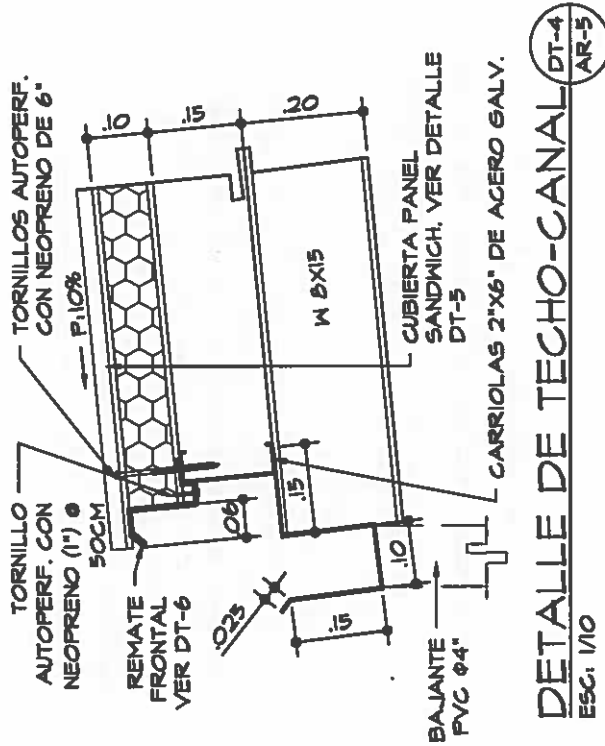 TORNILLO
AUTOPERF. CON
NEOPRENO (1") @
50CM
TORNILLOS AUTOPERF.
CON NEOPRENO DE 6"
P:10%
.10
.15
.20
REMATE
FRONTAL
VER DT-6
.06
.025
.15
.15
.10
W 8X15
CUBIERTA PANEL
SANDWICH. VER DETALLE
DT-5
BAJANTE
PVC Φ4"
CARRIOLAS 2"X6" DE ACERO GALV.
DETALLE DE TECHO-CANAL
DT-4
AR-5
ESC: 1/10